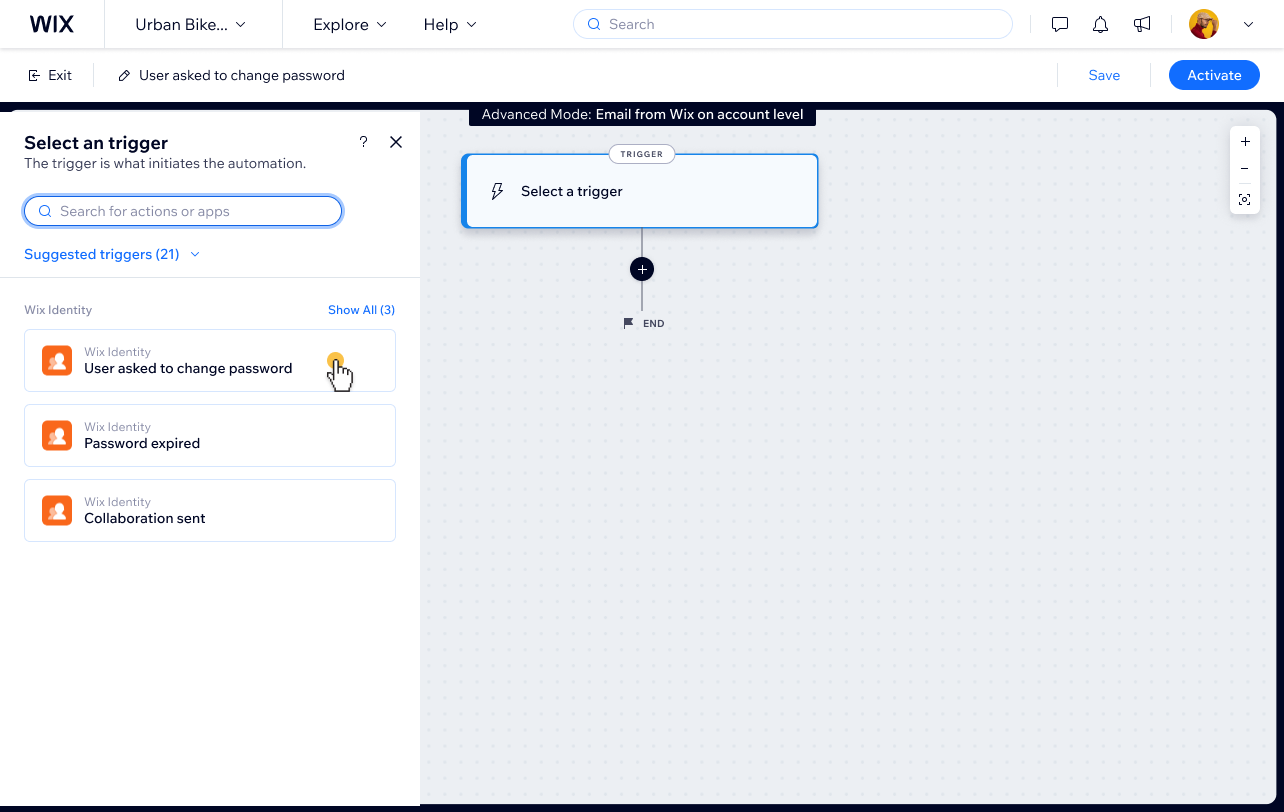 WIX
Urban Bike...
Explore
Help
Search
Exit
User asked to change password
Save
Activate
Advanced Mode: Email from Wix on account level
Select an trigger
?
The trigger is what initiates the automation.
Search for actions or apps
Suggested triggers (21)
Wix Identity
Show All (3)
Wix Identity
User asked to change password
Wix Identity
Password expired
Wix Identity
Collaboration sent
TRIGGER
Select a trigger
END